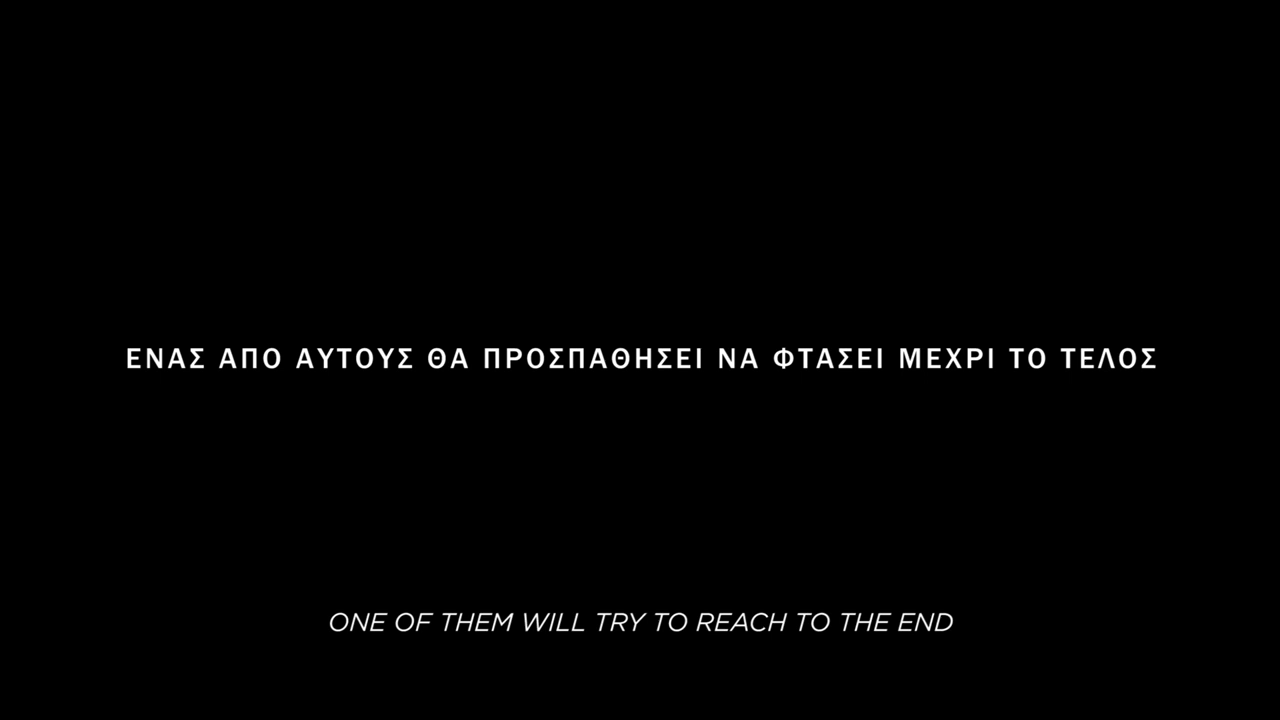 ΕΝΑΣ ΑΠΟ ΑΥΤΟΥΣ ΘΑ ΠΡΟΣΠΑΘΗΣΕΙ ΝΑ ΦΤΑΣΕΙ ΜΕΧΡΙ ΤΟ ΤΕΛΟΣ
ONE OF THEM WILL TRY TO REACH TO THE END